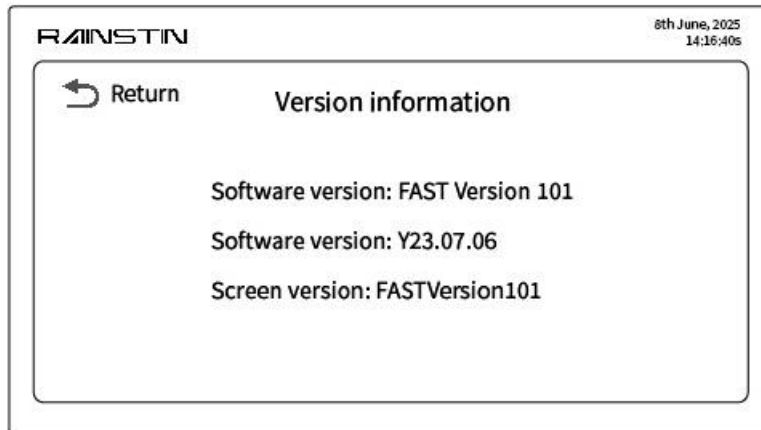 RAINSTIN
8th June, 2025
14:16:40s
Return
Version information
Software version: FAST Version 101
Software version: Y23.07.06
Screen version: FASTVersion101